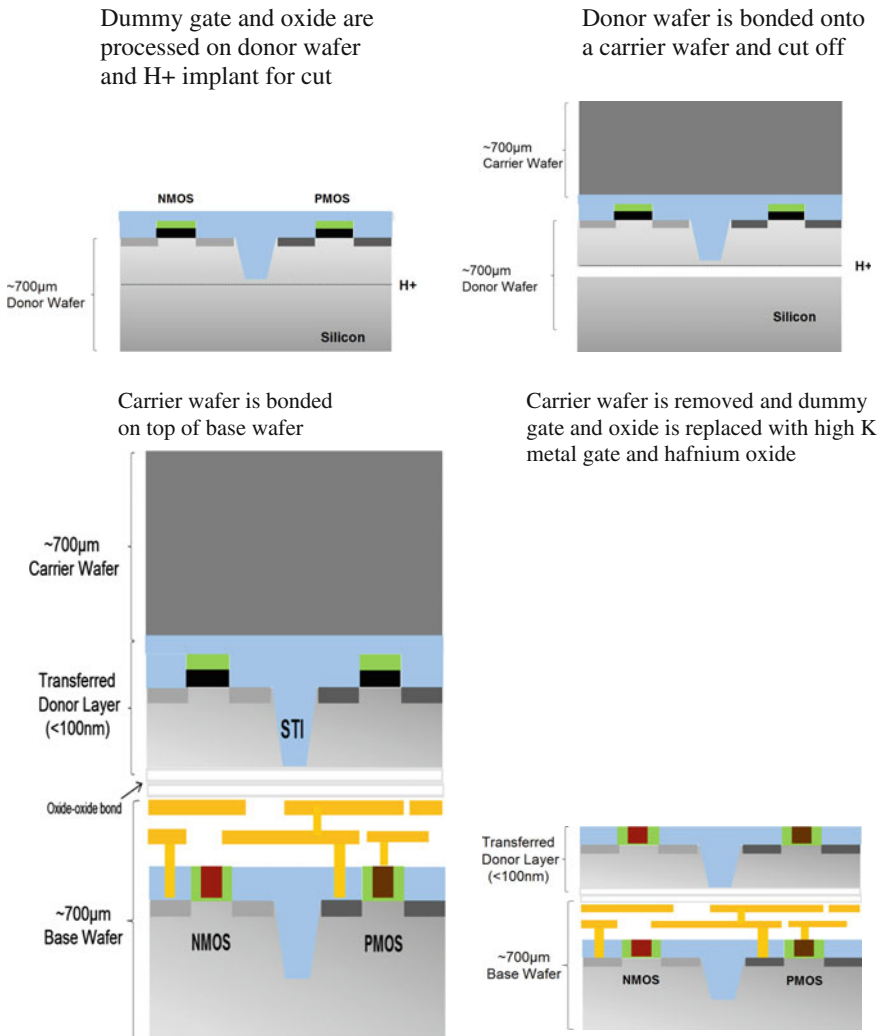 Dummy gate and oxide are
processed on donor wafer
and H+ implant for cut
NMOS
PMOS
~700µm
Donor Wafer
H+
Silicon
Donor wafer is bonded onto
a carrier wafer and cut off
~700µm
Carrier Wafer
~700µm
Donor Wafer
H+
Silicon
Carrier wafer is bonded
on top of base wafer
~700µm
Carrier Wafer
Transferred
Donor Layer
(<100nm)
STI
Oxide-oxide bond
~700µm
Base Wafer
NMOS
PMOS
Carrier wafer is removed and dummy
gate and oxide is replaced with high K
metal gate and hafnium oxide
Transferred
Donor Layer
(<100nm)
~700µm
Base Wafer
NMOS
PMOS